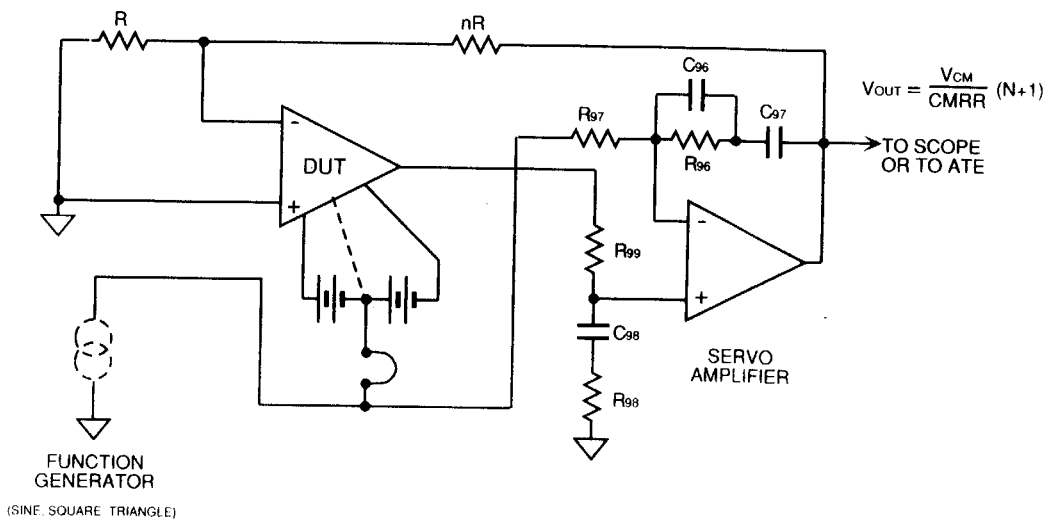 R
nR
C96
VOUT = VCM/CMRR (N+1)
C97
R97
TO SCOPE
OR TO ATE
R96
-
DUT
+
-
R99
+
C98
SERVO
AMPLIFIER
R98
FUNCTION
GENERATOR
(SINE. SQUARE TRIANGLE)